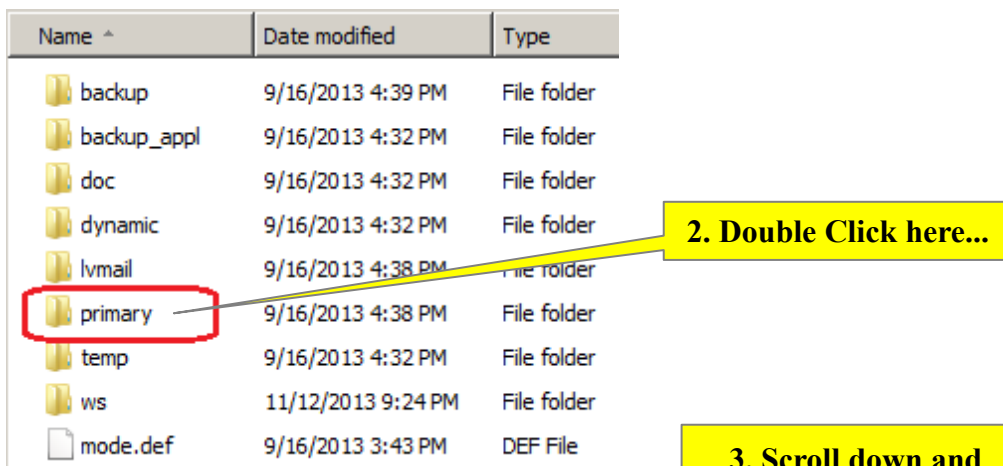 Name Date modified Type
backup 9/16/2013 4:39 PM File folder
backup_appl 9/16/2013 4:32 PM File folder
doc 9/16/2013 4:32 PM File folder
dynamic 9/16/2013 4:32 PM File folder
lvmail 9/16/2013 4:38 PM File folder
primary 9/16/2013 4:38 PM File folder
temp 9/16/2013 4:32 PM File folder
ws 11/12/2013 9:24 PM File folder
mode.def 9/16/2013 3:43 PM DEF File
2. Double Click here...
3. Scroll down and